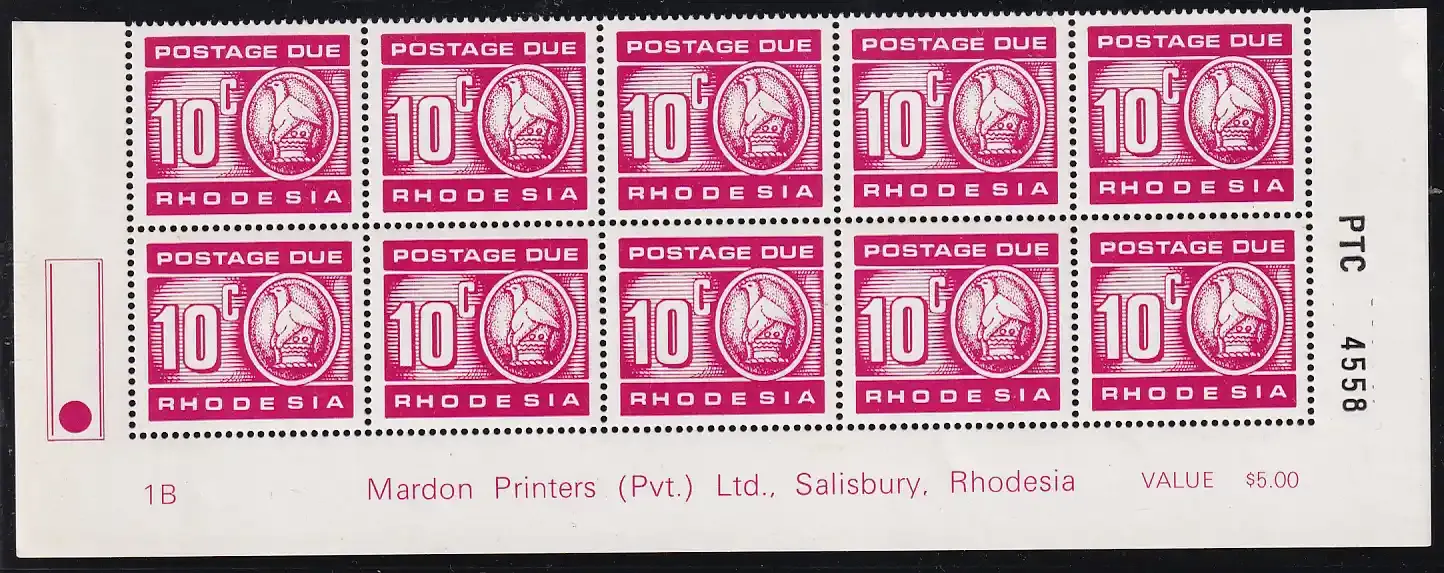 POSTAGE DUE POSTAGE DUE POSTAGE DUE POSTAGE DUE POSTAGE DUE
10c 10c 10c 10c 10c
RHODESIA RHODESIA RHODESIA RHODESIA RHODESIA
POSTAGE DUE POSTAGE DUE POSTAGE DUE POSTAGE DUE POSTAGE DUE
10c 10c 10c 10c 10c
RHODESIA RHODESIA RHODESIA RHODESIA RHODESIA
PTC 4558
1B Mardon Printers (Pvt.) Ltd., Salisbury, Rhodesia VALUE $5.00